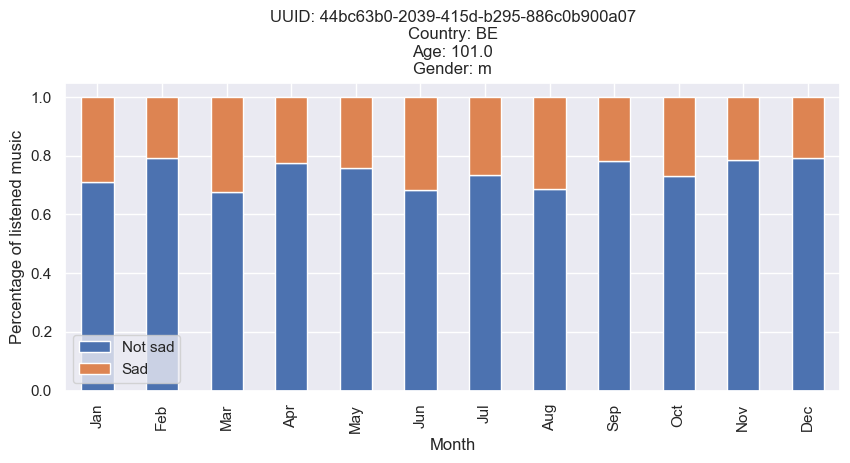 UUID: 44bc63b0-2039-415d-b295-886c0b900a07
Country: BE
Age: 101.0
Gender: m
Percentage of listened music
1.0
0.8
0.6
0.4
0.2
0.0
Not sad
Sad
Jan Feb Mar Apr May Jun Jul Aug Sep Oct Nov Dec
Month